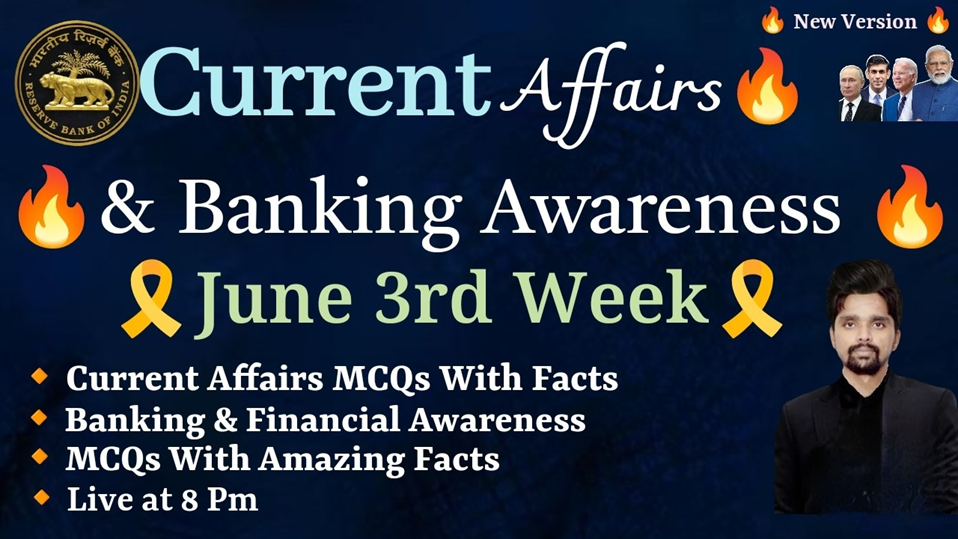 🔥 New Version 🔥
भारतीय रिज़र्व बैंक
RESERVE BANK OF INDIA
Current Affairs🔥
🔥& Banking Awareness 🔥
🎗June 3rd Week🎗
🔸 Current Affairs MCQs With Facts
🔸 Banking & Financial Awareness
🔸 MCQs With Amazing Facts
🔸 Live at 8 Pm